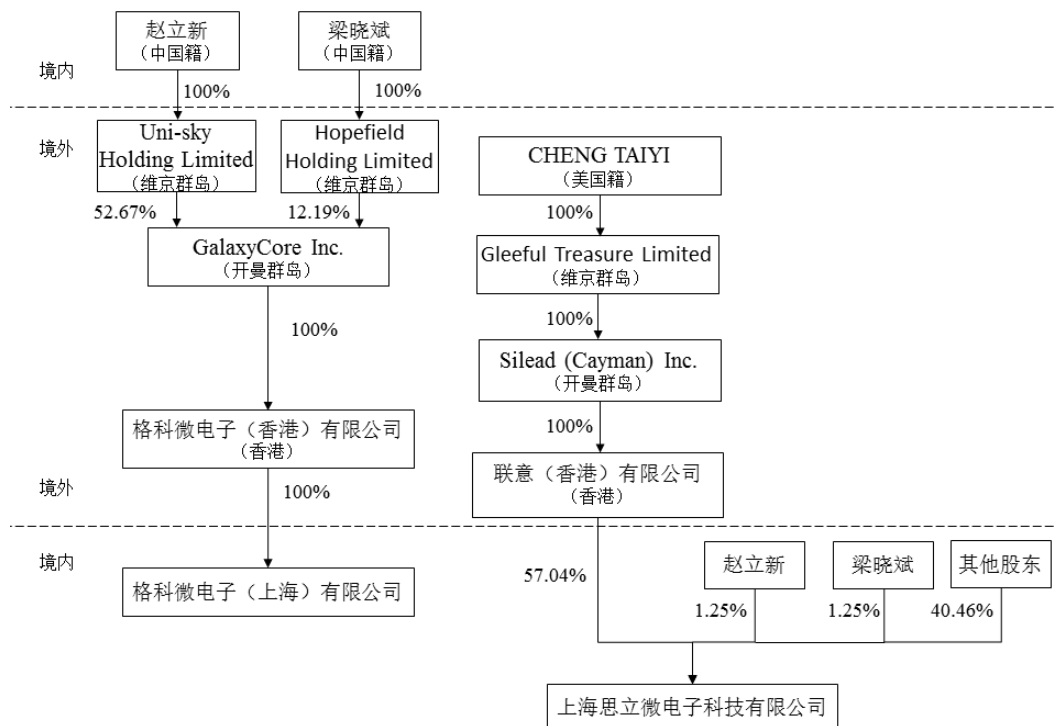 赵立新
（中国籍）
梁晓斌
（中国籍）
境内
100%
100%
境外
Uni-sky
Holding Limited
（维京群岛）
Hopefield
Holding Limited
（维京群岛）
CHENG TAIYI
（美国籍）
52.67%
12.19%
100%
GalaxyCore Inc.
（开曼群岛）
Gleeful Treasure Limited
（维京群岛）
100%
100%
Silead (Cayman) Inc.
（开曼群岛）
格科微电子（香港）有限公司
（香港）
100%
联意（香港）有限公司
（香港）
境外
100%
境内
格科微电子（上海）有限公司
57.04%
赵立新
梁晓斌
其他股东
1.25%
1.25%
40.46%
上海思立微电子科技有限公司